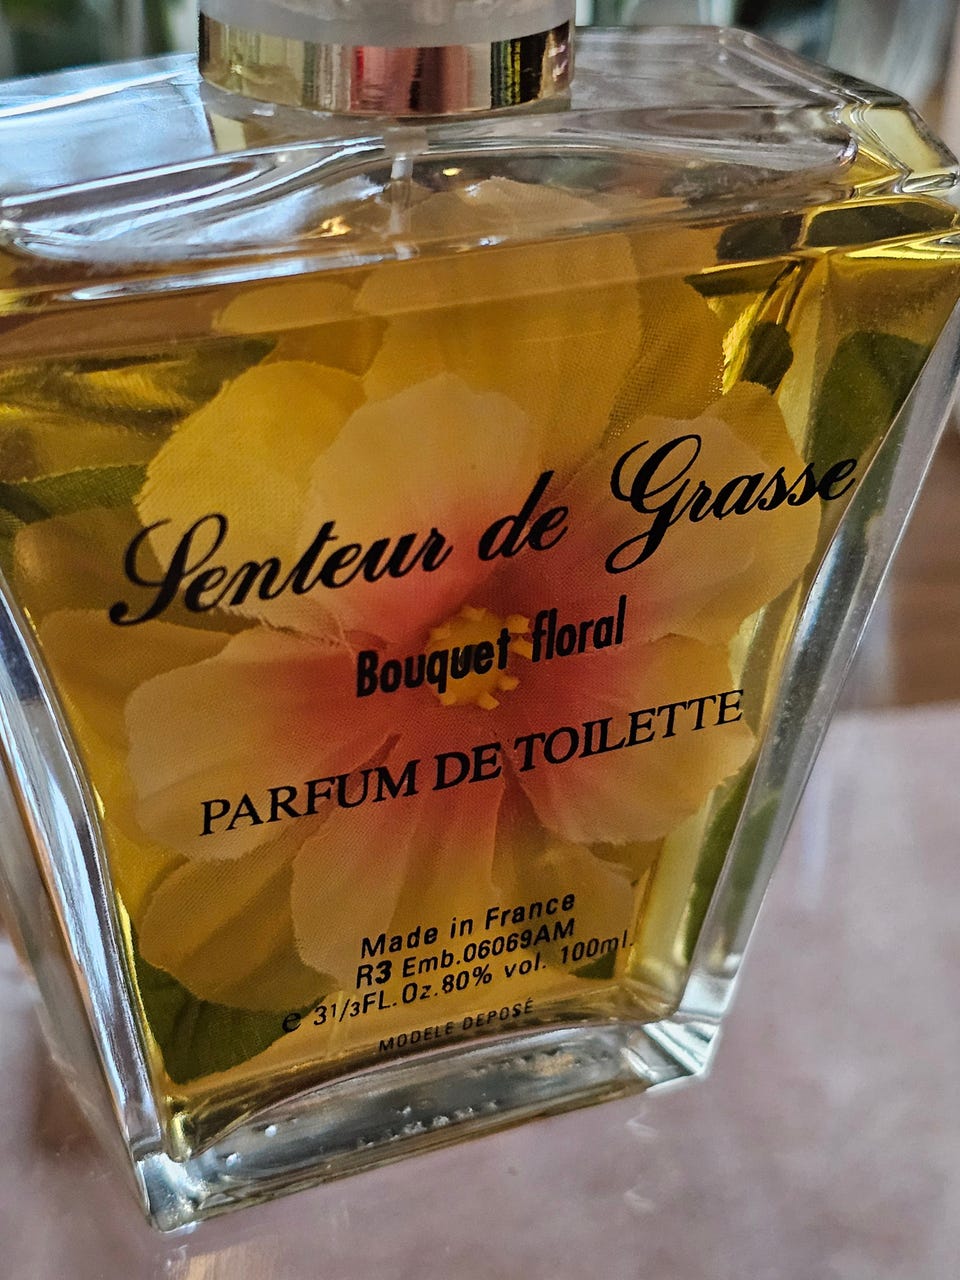 Senteur de Grasse
Bouquet floral
PARFUM DE TOILETTE
Made in France
R3 Emb.06069AM
e 31/3FL.Oz.80% vol. 100ml.
MODELE DEPOSÉ